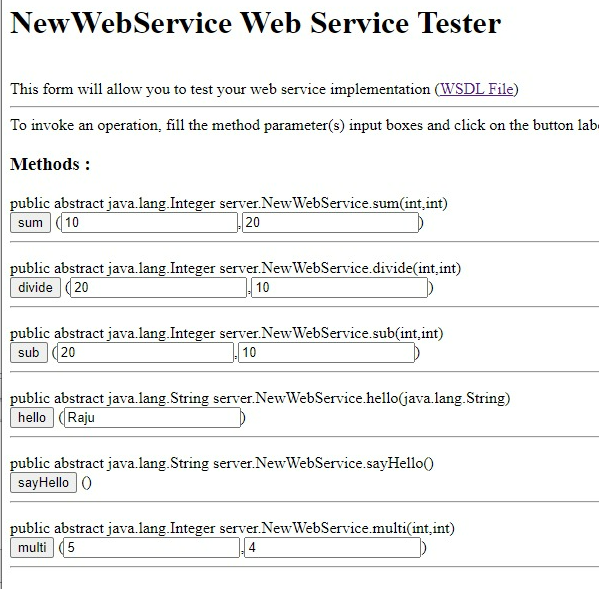 NewWebService Web Service Tester
This form will allow you to test your web service implementation (WSDL File)
To invoke an operation, fill the method parameter(s) input boxes and click on the button
Methods :
public abstract java.lang.Integer server.NewWebService.sum(int,int)
sum (10,20)
public abstract java.lang.Integer server.NewWebService.divide(int,int)
divide (20,10)
public abstract java.lang.Integer server.NewWebService.sub(int,int)
sub (20,10)
public abstract java.lang.String server.NewWebService.hello(java.lang.String)
hello (Raju)
public abstract java.lang.String server.NewWebService.sayHello()
sayHello ()
public abstract java.lang.Integer server.NewWebService.multi(int,int)
multi (5,4)